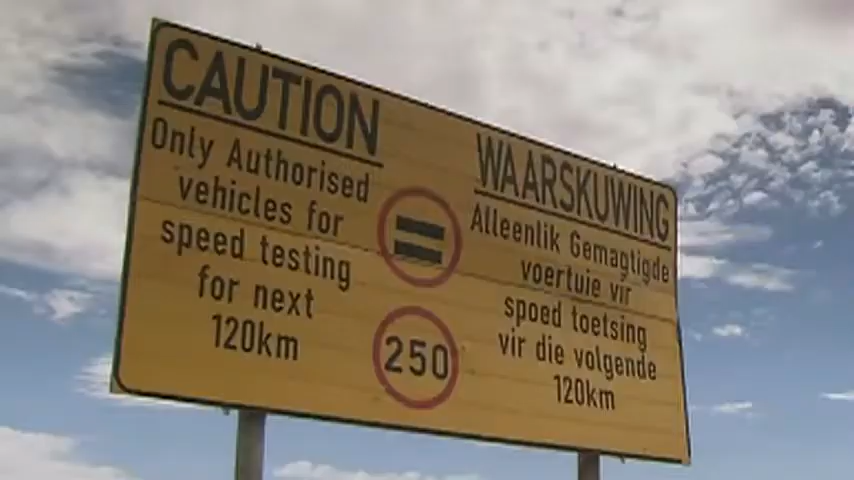 CAUTION
Only Authorised
vehicles for
speed testing
for next
120km
=
250
WAARSKUWING
Alleenlik Gemagtigde
voertuie vir
spoed toetsing
vir die volgende
120km